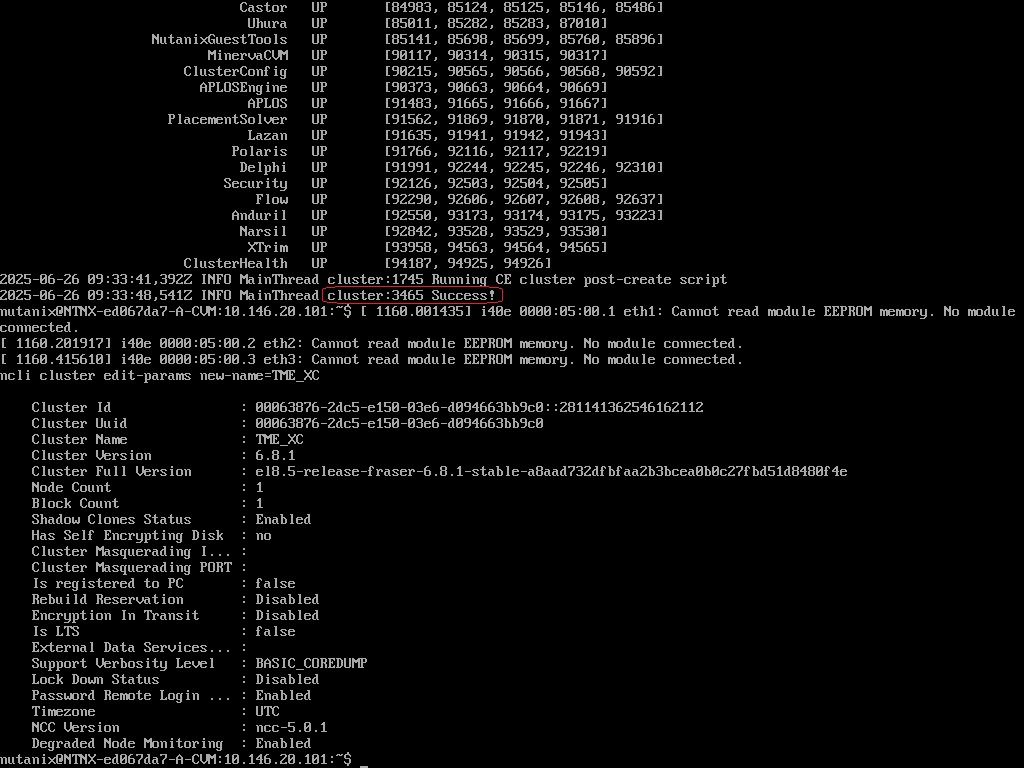 Castor UP [84983, 85124, 85125, 85146, 85486]
Uhura UP [85011, 85282, 85283, 87010]
NutanixGuestTools UP [85141, 85698, 85699, 85760, 85896]
MinervaCVM UP [90117, 90314, 90315, 90317]
ClusterConfig UP [90215, 90565, 90566, 90568, 90592]
APLOSEngine UP [90373, 90663, 90664, 90669]
APLOS UP [91483, 91665, 91666, 91667]
PlacementSolver UP [91562, 91869, 91870, 91871, 91916]
Lazan UP [91635, 91941, 91942, 91943]
Polaris UP [91766, 92116, 92117, 92219]
Delphi UP [91991, 92244, 92245, 92246, 92310]
Security UP [92126, 92503, 92504, 92505]
Flow UP [92290, 92606, 92607, 92608, 92637]
Anduril UP [92550, 93173, 93174, 93175, 93223]
Narsil UP [92842, 93528, 93529, 93530]
XTrim UP [93958, 94563, 94564, 94565]
ClusterHealth UP [94187, 94925, 94926]
2025-06-26 09:33:41,392Z INFO MainThread cluster:1745 Running CE cluster post-create script
2025-06-26 09:33:48,541Z INFO MainThread cluster:3465 Success!
nutanix@NTNX-ed067da7-A-CVM:10.146.20.101:~$ [ 1160.001435] i40e 0000:05:00.1 eth1: Cannot read module EEPROM memory. No module
connected.
[ 1160.201917] i40e 0000:05:00.2 eth2: Cannot read module EEPROM memory. No module connected.
[ 1160.415610] i40e 0000:05:00.3 eth3: Cannot read module EEPROM memory. No module connected.
ncli cluster edit-params new-name=TME_XC
Cluster Id : 00063876-2dc5-e150-03e6-d094663bb9c0::281141362546162112
Cluster Uuid : 00063876-2dc5-e150-03e6-d094663bb9c0
Cluster Name : TME_XC
Cluster Version : 6.8.1
Cluster Full Version : el8.5-release-fraser-6.8.1-stable-a8aad732dfbfaa2b3bcea0b0c27fbd51d8480f4e
Node Count : 1
Block Count : 1
Shadow Clones Status : Enabled
Has Self Encrypting Disk : no
Cluster Masquerading I... :
Cluster Masquerading PORT :
Is registered to PC : false
Rebuild Reservation : Disabled
Encryption In Transit : Disabled
Is LTS : false
External Data Services... :
Support Verbosity Level : BASIC_COREDUMP
Lock Down Status : Disabled
Password Remote Login ... : Enabled
Timezone : UTC
NCC Version : ncc-5.0.1
Degraded Node Monitoring : Enabled
nutanix@NTNX-ed067da7-A-CVM:10.146.20.101:~$ _